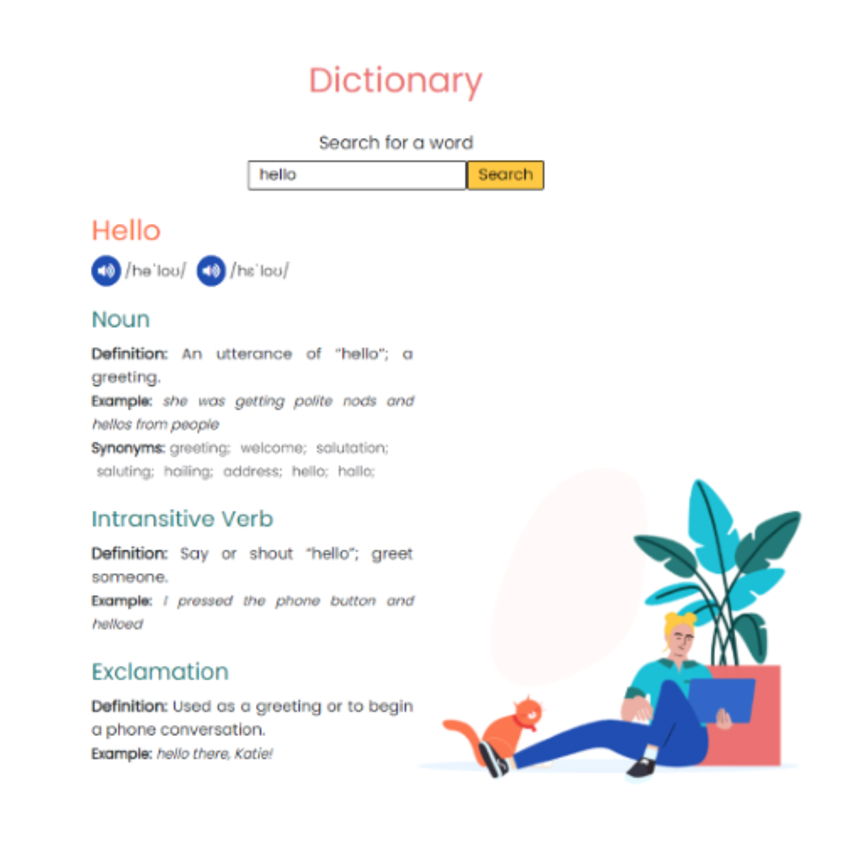 Dictionary
Search for a word
hello
Search
Hello
/həˈloʊ/ /hɛˈloʊ/
Noun
Definition: An utterance of “hello”; a
greeting.
Example: she was getting polite nods and
hellos from people
Synonyms: greeting; welcome; salutation;
saluting; hailing; address; hello; hallo;
Intransitive Verb
Definition: Say or shout “hello”; greet
someone.
Example: I pressed the phone button and
helloed
Exclamation
Definition: Used as a greeting or to begin
a phone conversation.
Example: hello there, Katie!